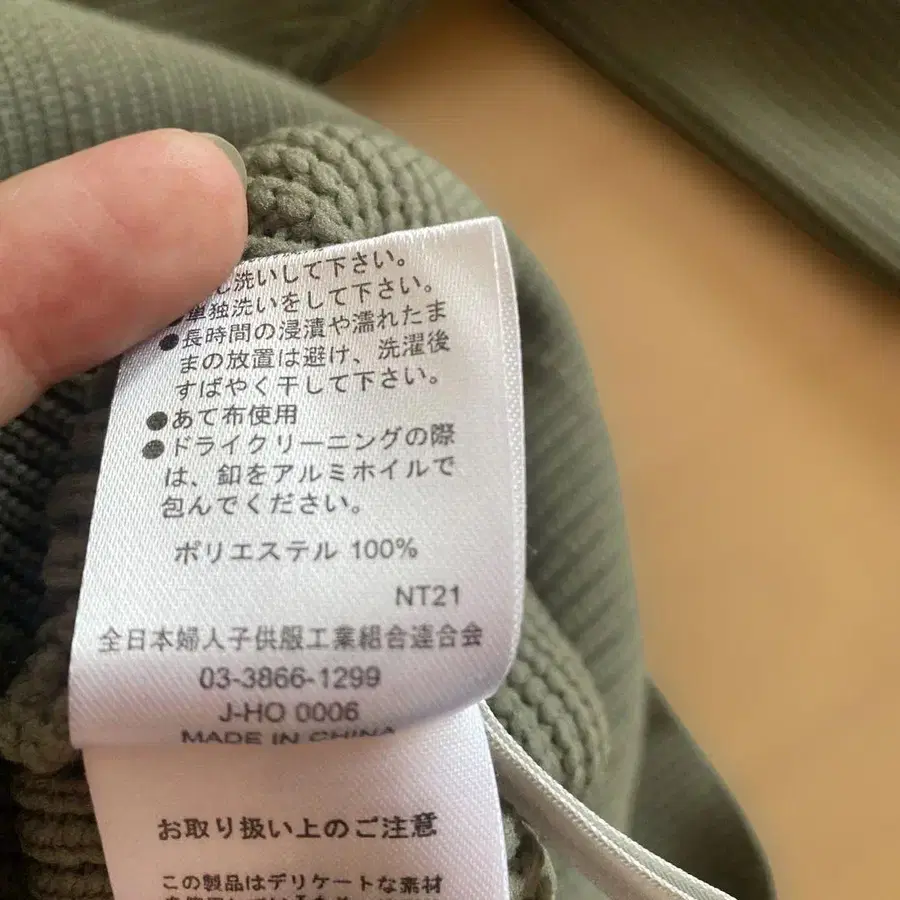 洗いして下さい。
単独洗いをして下さい。
●長時間の浸漬や濡れたま
まの放置は避け、洗濯後
すばやく干して下さい。
●あて布使用
●ドライクリーニングの際
は、釦をアルミホイルで
包んでください。
ポリエステル 100%
NT21
全日本婦人子供服工業組合連合会
03-3866-1299
J-HO 0006
MADE IN CHINA
お取り扱い上のご注意
この製品はデリケートな素材